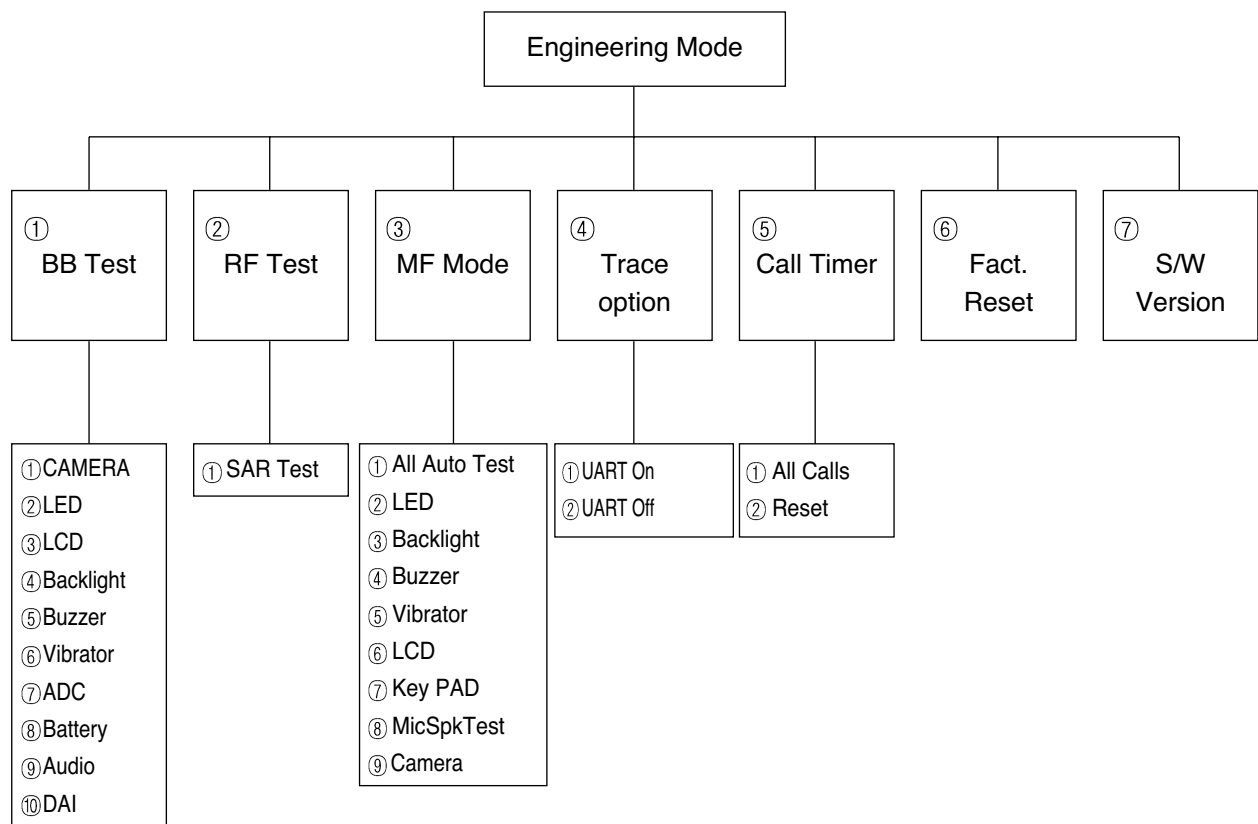 Engineering Mode
① BB Test
② RF Test
③ MF Mode
④ Trace
option
⑤ Call Timer
⑥ Fact.
Reset
⑦ S/W
Version
①CAMERA
②LED
③LCD
④Backlight
⑤Buzzer
⑥Vibrator
⑦ADC
⑧Battery
⑨Audio
⑩DAI
① SAR Test
① All Auto Test
② LED
③ Backlight
④ Buzzer
⑤ Vibrator
⑥ LCD
⑦ Key PAD
⑧ MicSpkTest
⑨ Camera
①UART On
②UART Off
① All Calls
② Reset